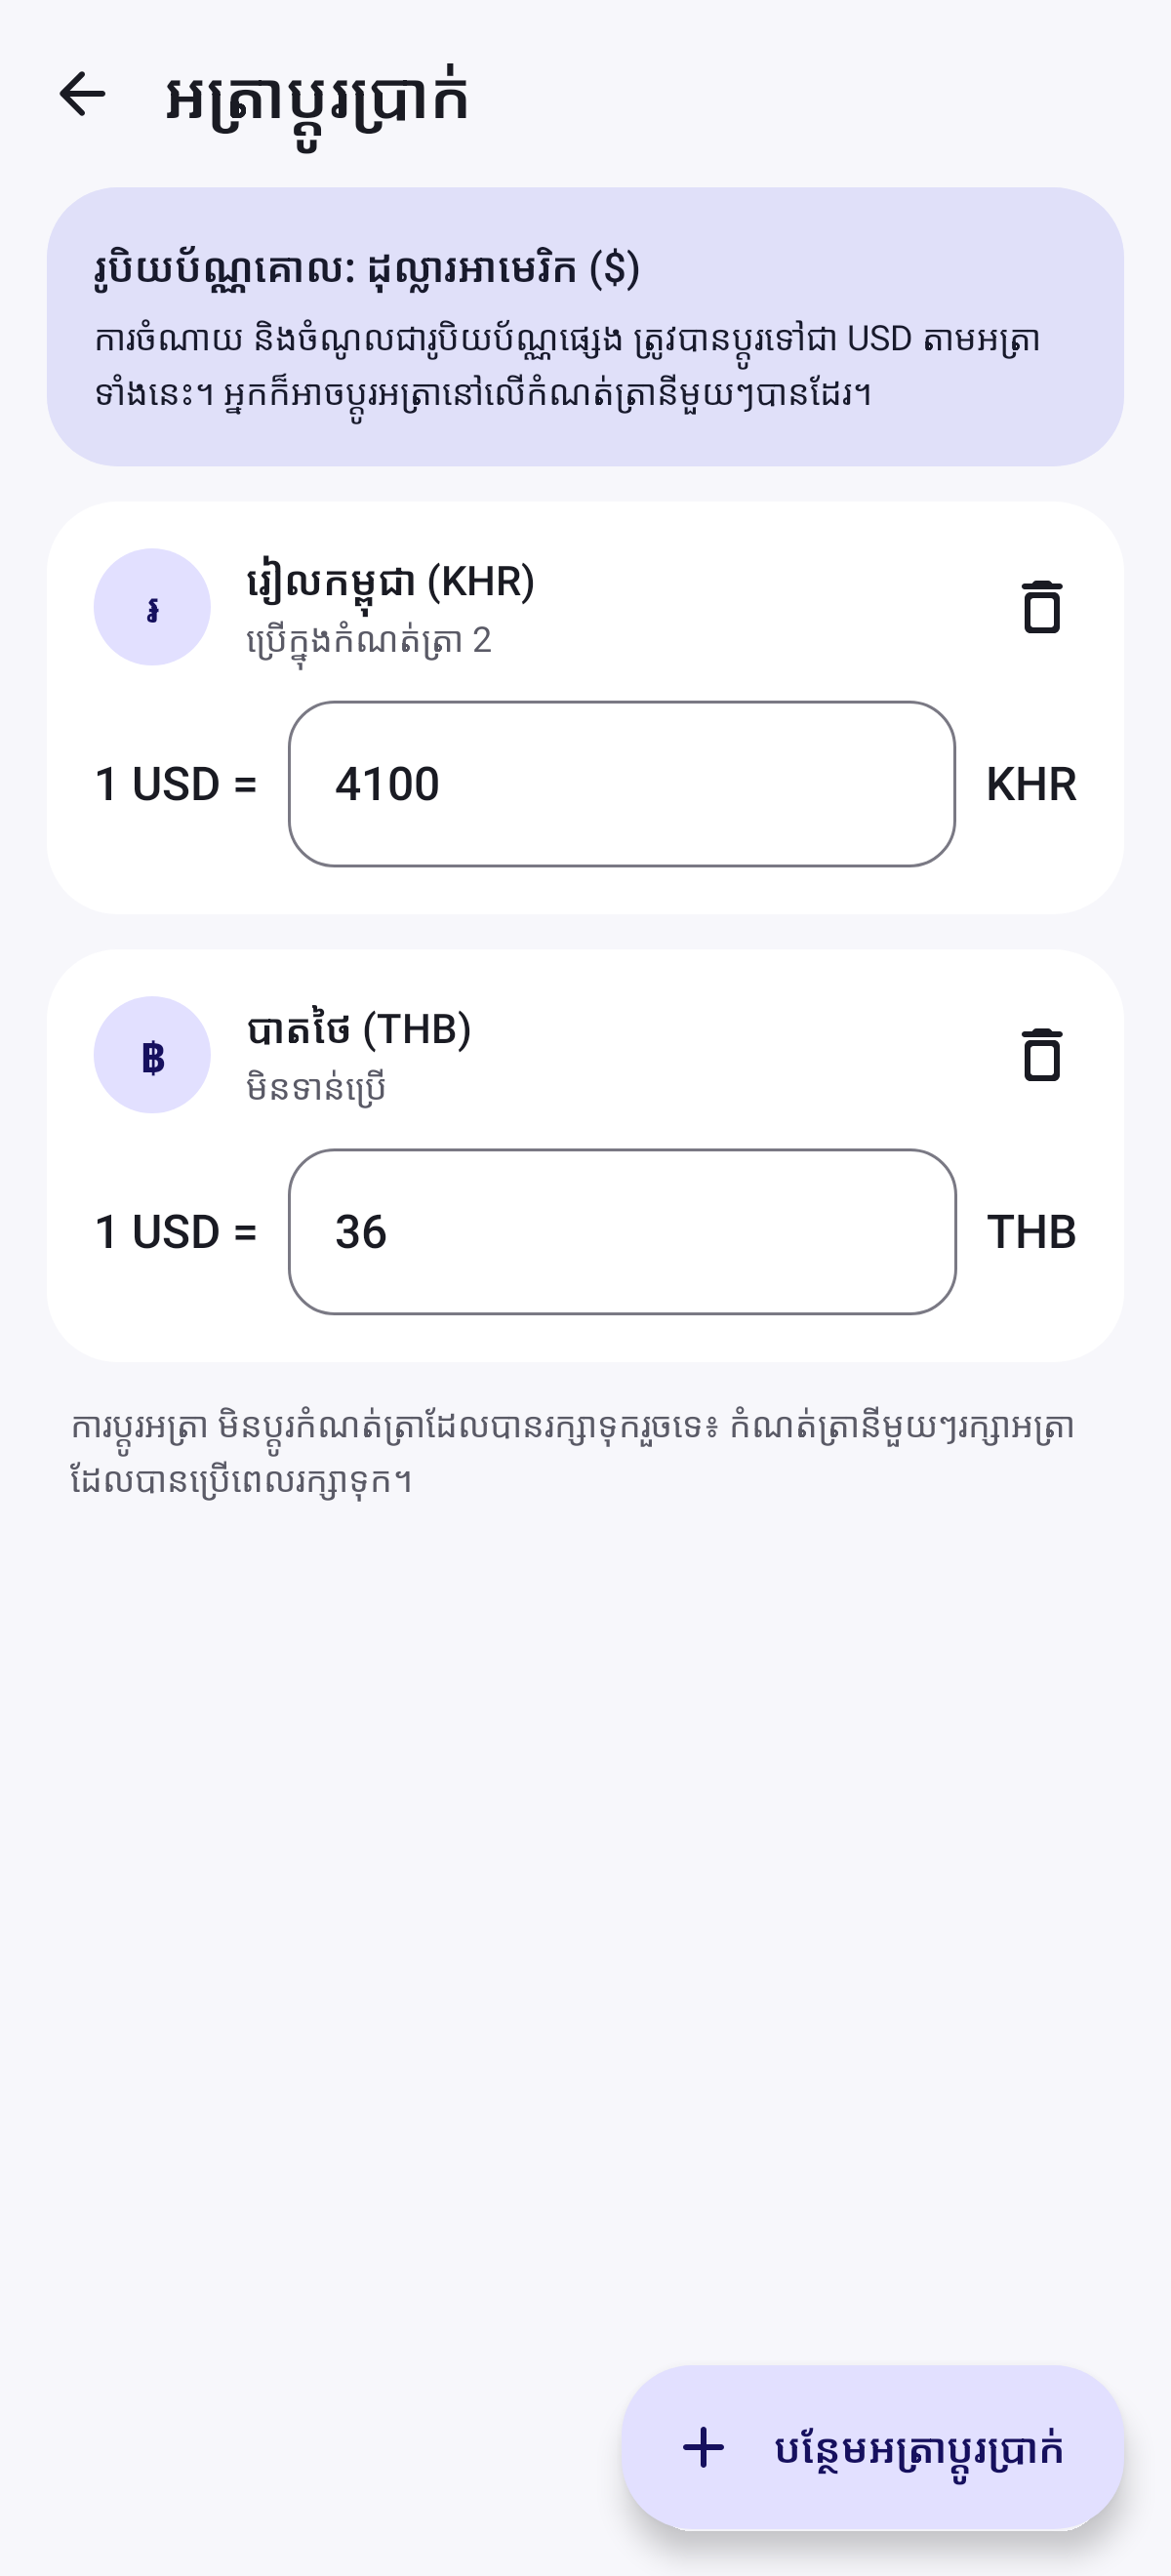 អត្រាប្តូរប្រាក់
រូបិយប័ណ្ណគោល: ដុល្លារអាមេរិក ($)
ការចំណាយ និងចំណូលជារូបិយប័ណ្ណផ្សេង ត្រូវបានប្តូរទៅជា USD តាមអត្រា
ទាំងនេះ។ អ្នកក៏អាចប្តូរអត្រានៅលើកំណត់ត្រានីមួយៗបានដែរ។
៛
រៀលកម្ពុជា (KHR)
ប្រើក្នុងកំណត់ត្រា 2
1 USD =
4100
KHR
฿
បាតថៃ (THB)
មិនទាន់ប្រើ
1 USD =
36
THB
ការប្តូរអត្រា មិនប្តូរកំណត់ត្រាដែលបានរក្សាទុករួចទេ៖ កំណត់ត្រានីមួយៗរក្សាអត្រា
ដែលបានប្រើពេលរក្សាទុក។
បន្ថែមអត្រាប្តូរប្រាក់